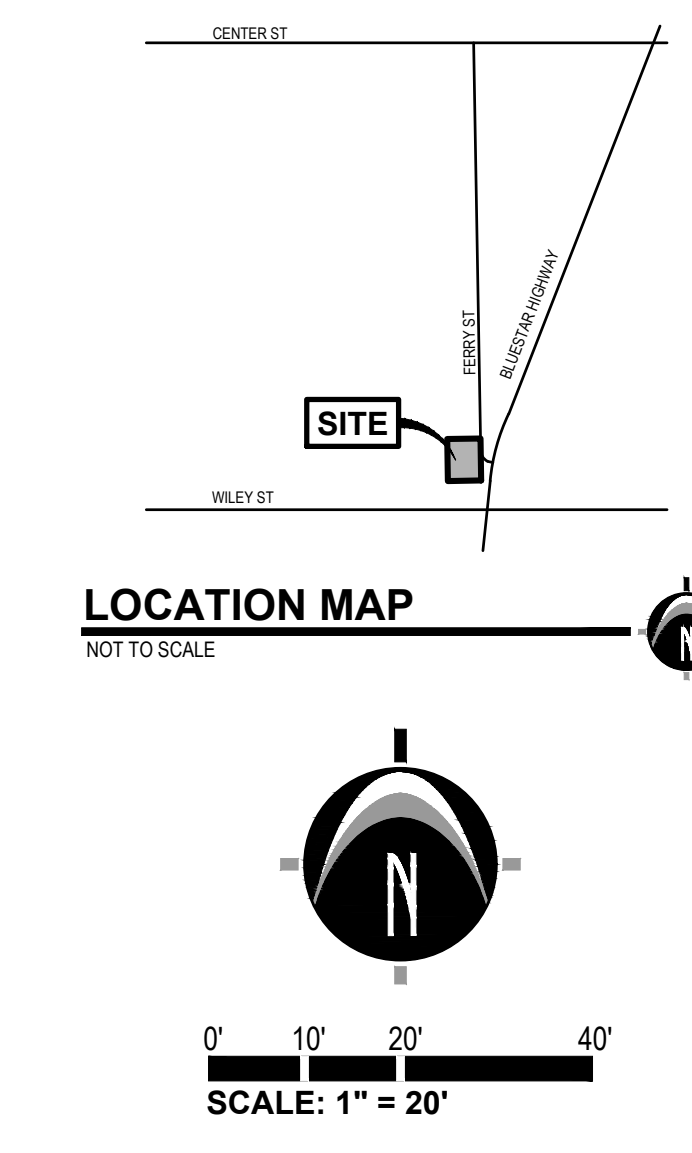 CENTER ST
BLUESTAR HIGHWAY
FERRY ST
SITE
WILEY ST
LOCATION MAP
N
NOT TO SCALE
N
0' 10' 20' 40'
SCALE: 1" = 20'